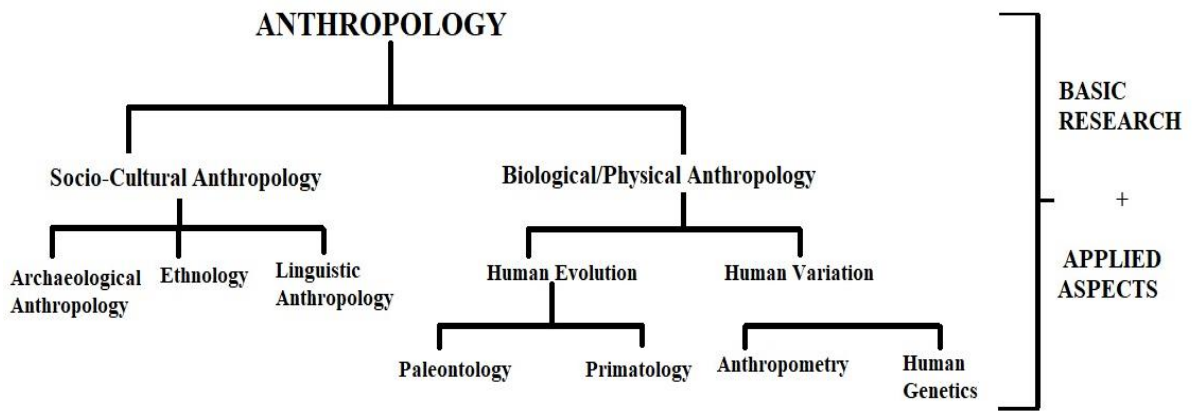 ANTHROPOLOGY
BASIC
RESEARCH
+
APPLIED
ASPECTS
Socio-Cultural Anthropology
Biological/Physical Anthropology
Archaeological
Anthropology
Ethnology
Linguistic
Anthropology
Human Evolution
Human Variation
Paleontology
Primatology
Anthropometry
Human
Genetics